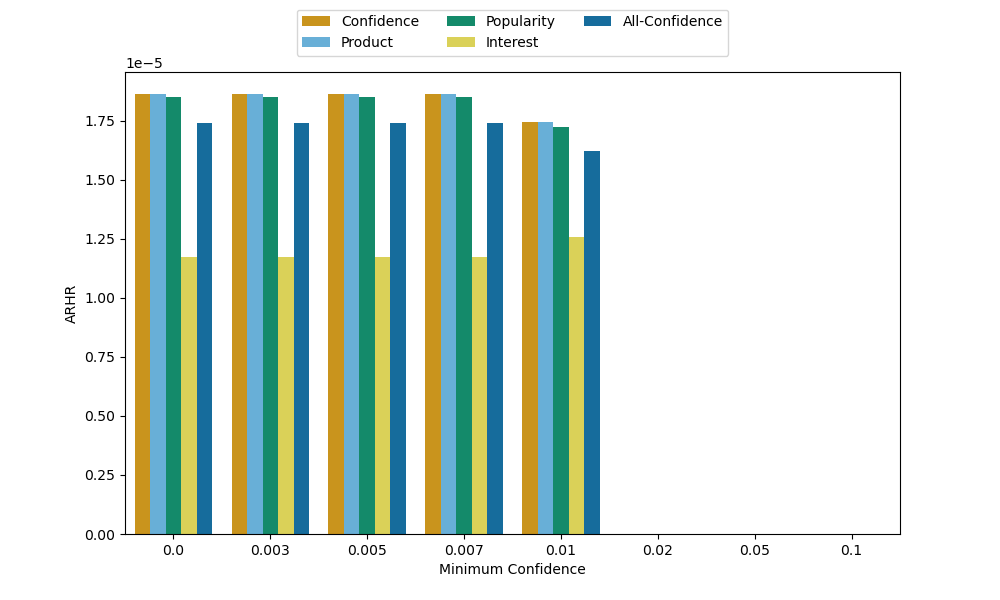 Confidence Popularity All-Confidence
Product Interest
1e−5
1.75
1.50
1.25
1.00
0.75
0.50
0.25
0.00
ARHR
0.0 0.003 0.005 0.007 0.01 0.02 0.05 0.1
Minimum Confidence